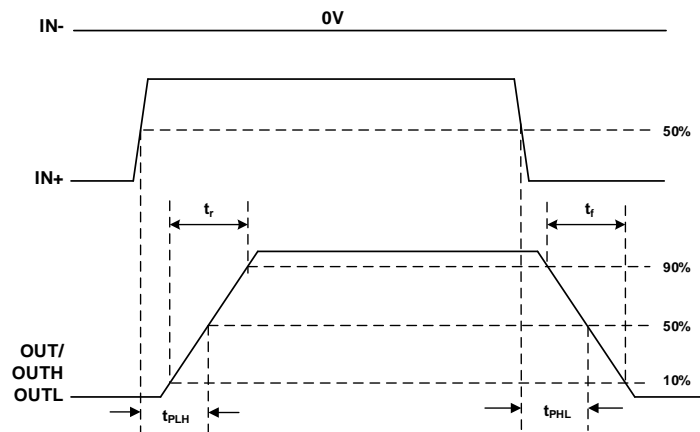 0V
IN-
50%
IN+
tr
tf
90%
50%
OUT/
OUTH
OUTL
10%
tPLH
tPHL